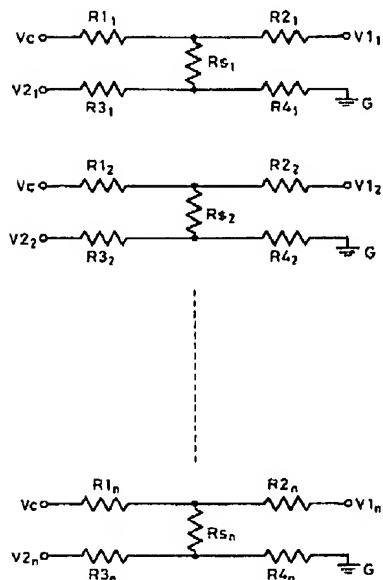 Vc R1₁ R2₁ V1₁
Rs₁
V2₁ R3₁ R4₁ G
Vc R1₂ R2₂ V1₂
Rs₂
V2₂ R3₂ R4₂ G
Vc R1ₙ R2ₙ V1ₙ
Rsₙ
V2ₙ R3ₙ R4ₙ G